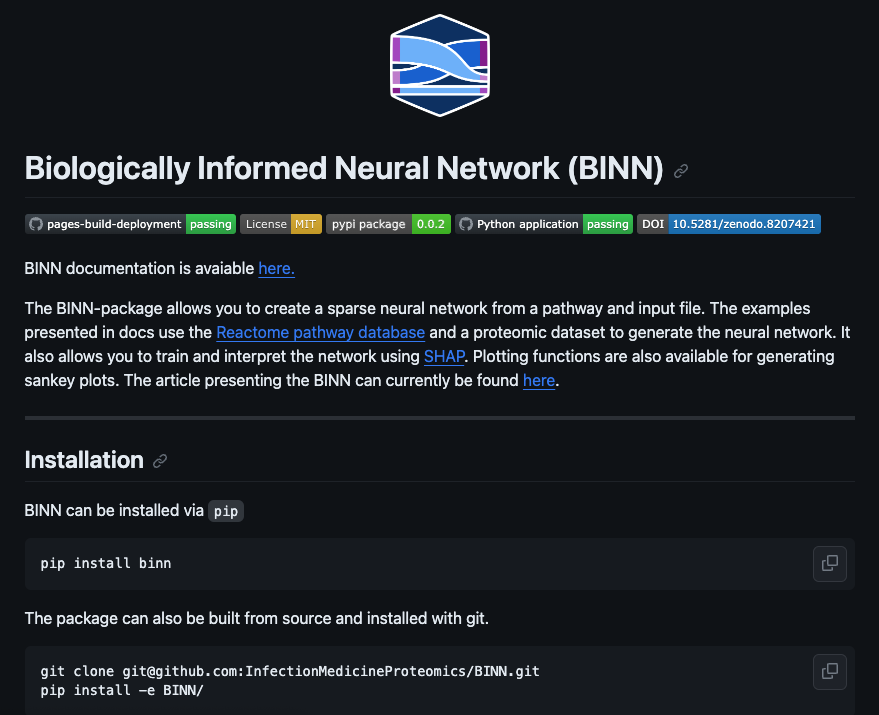 Biologically Informed Neural Network (BINN)
pages-build-deployment passing License MIT pypi package 0.0.2 Python application passing DOI 10.5281/zenodo.8207421
BINN documentation is avaiable here.
The BINN-package allows you to create a sparse neural network from a pathway and input file. The examples
presented in docs use the Reactome pathway database and a proteomic dataset to generate the neural network. It
also allows you to train and interpret the network using SHAP. Plotting functions are also available for generating
sankey plots. The article presenting the BINN can currently be found here.
Installation
BINN can be installed via pip
pip install binn
The package can also be built from source and installed with git.
git clone git@github.com:InfectionMedicineProteomics/BINN.git
pip install -e BINN/